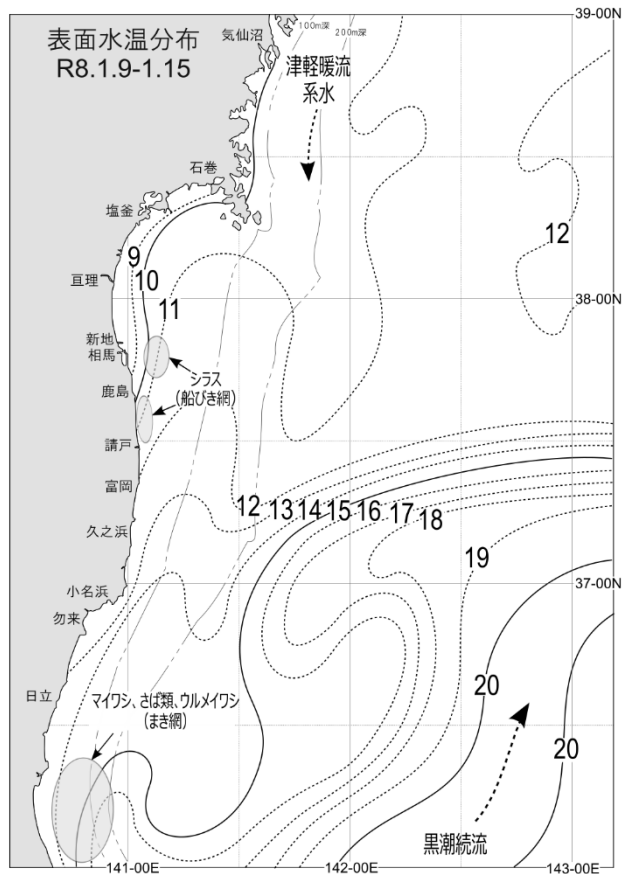 表面水温分布
R8.1.9-1.15
気仙沼
100m深
200m深
39-00N
津軽暖流
系水
石巻
塩釜
9
10
11
12
亘理
38-00N
新地
相馬
シラス
(船びき網)
鹿島
請戸
富岡
12
13
14
15
16
17
18
久之浜
19
小名浜
37-00N
勿来
日立
マイワシ、さば類、ウルメイワシ
(まき網)
20
20
黒潮続流
141-00E
142-00E
143-00E